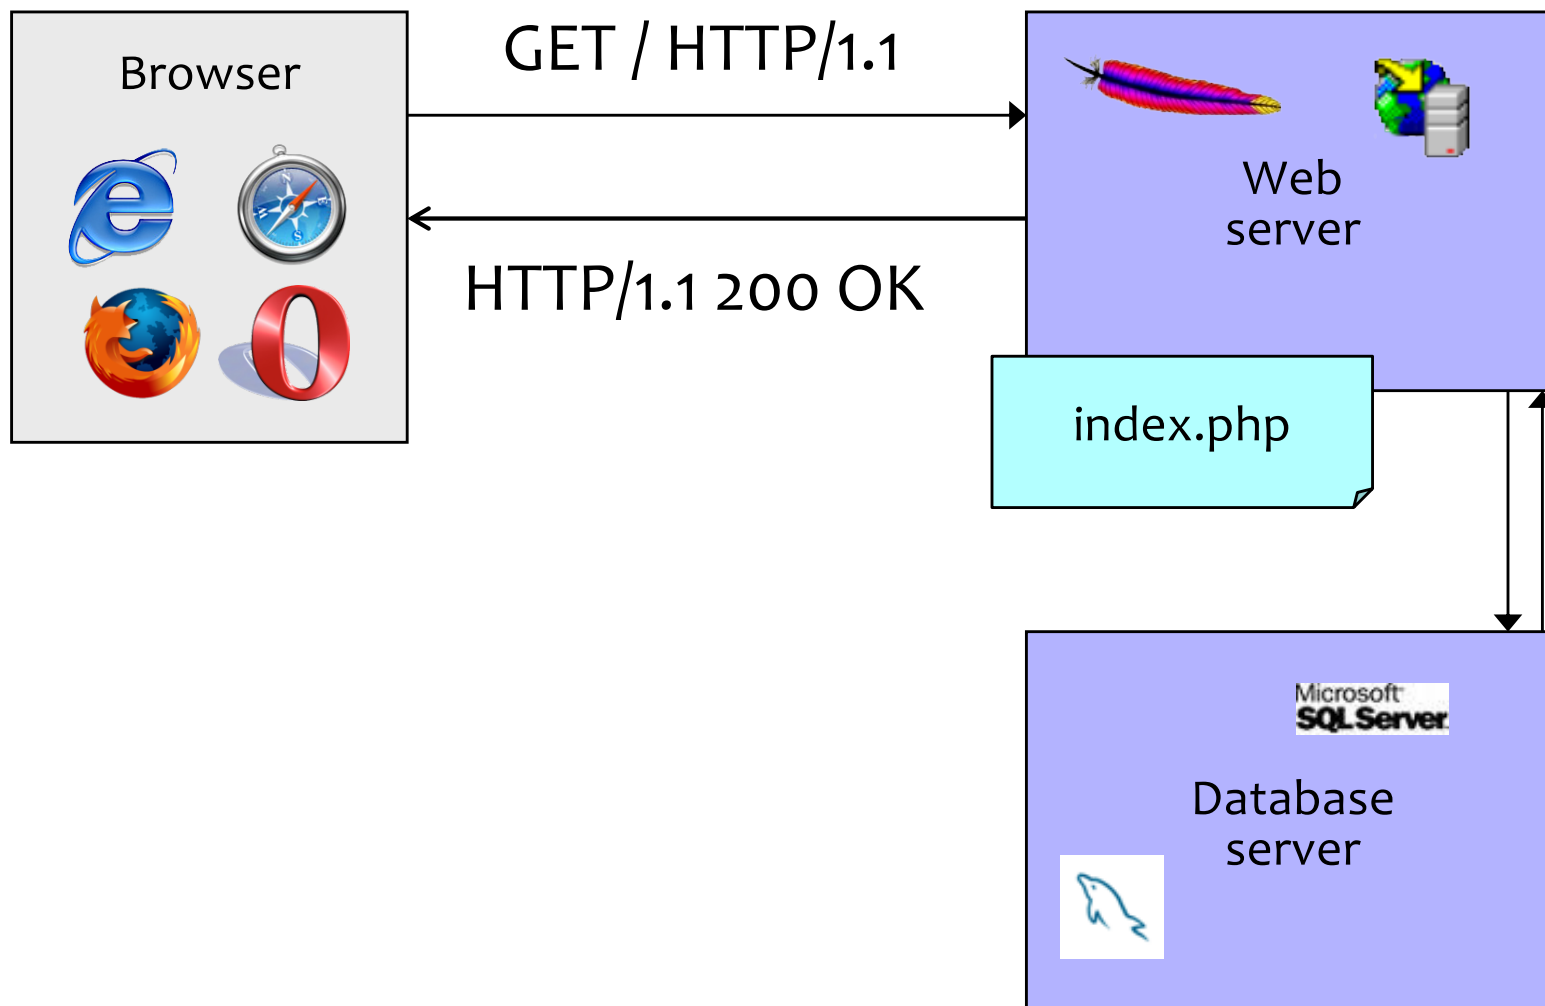 Browser
GET / HTTP/1.1
HTTP/1.1 200 OK
Web
server
index.php
Microsoft
SQL Server
Database
server